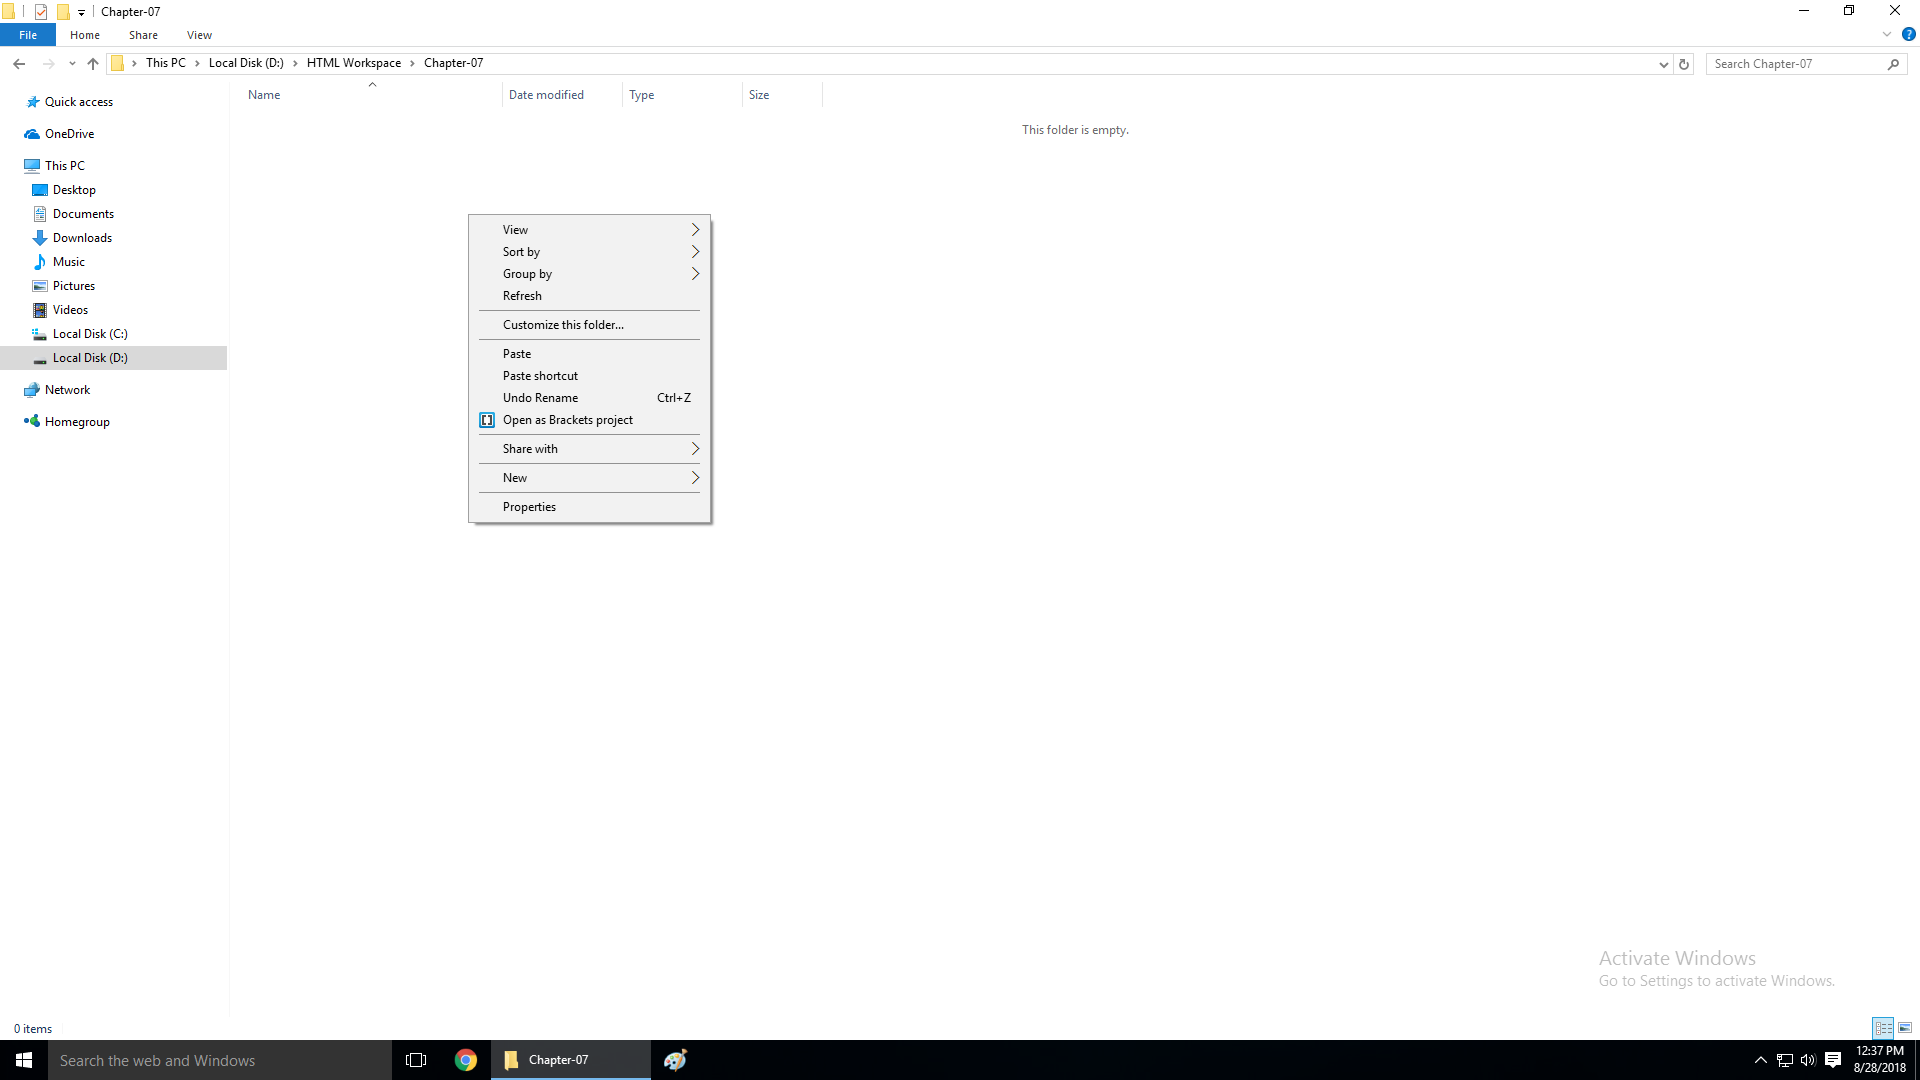 Chapter-07
File Home Share View
This PC Local Disk (D:) HTML Workspace Chapter-07
Search Chapter-07
Name Date modified Type Size
This folder is empty.
Quick access
OneDrive
This PC
Desktop
Documents
Downloads
Music
Pictures
Videos
Local Disk (C:)
Local Disk (D:)
Network
Homegroup
View
Sort by
Group by
Refresh
Customize this folder...
Paste
Paste shortcut
Undo Rename Ctrl+Z
Open as Brackets project
Share with
New
Properties
Activate Windows
Go to Settings to activate Windows.
0 items
Search the web and Windows
Chapter-07
12:37 PM
8/28/2018